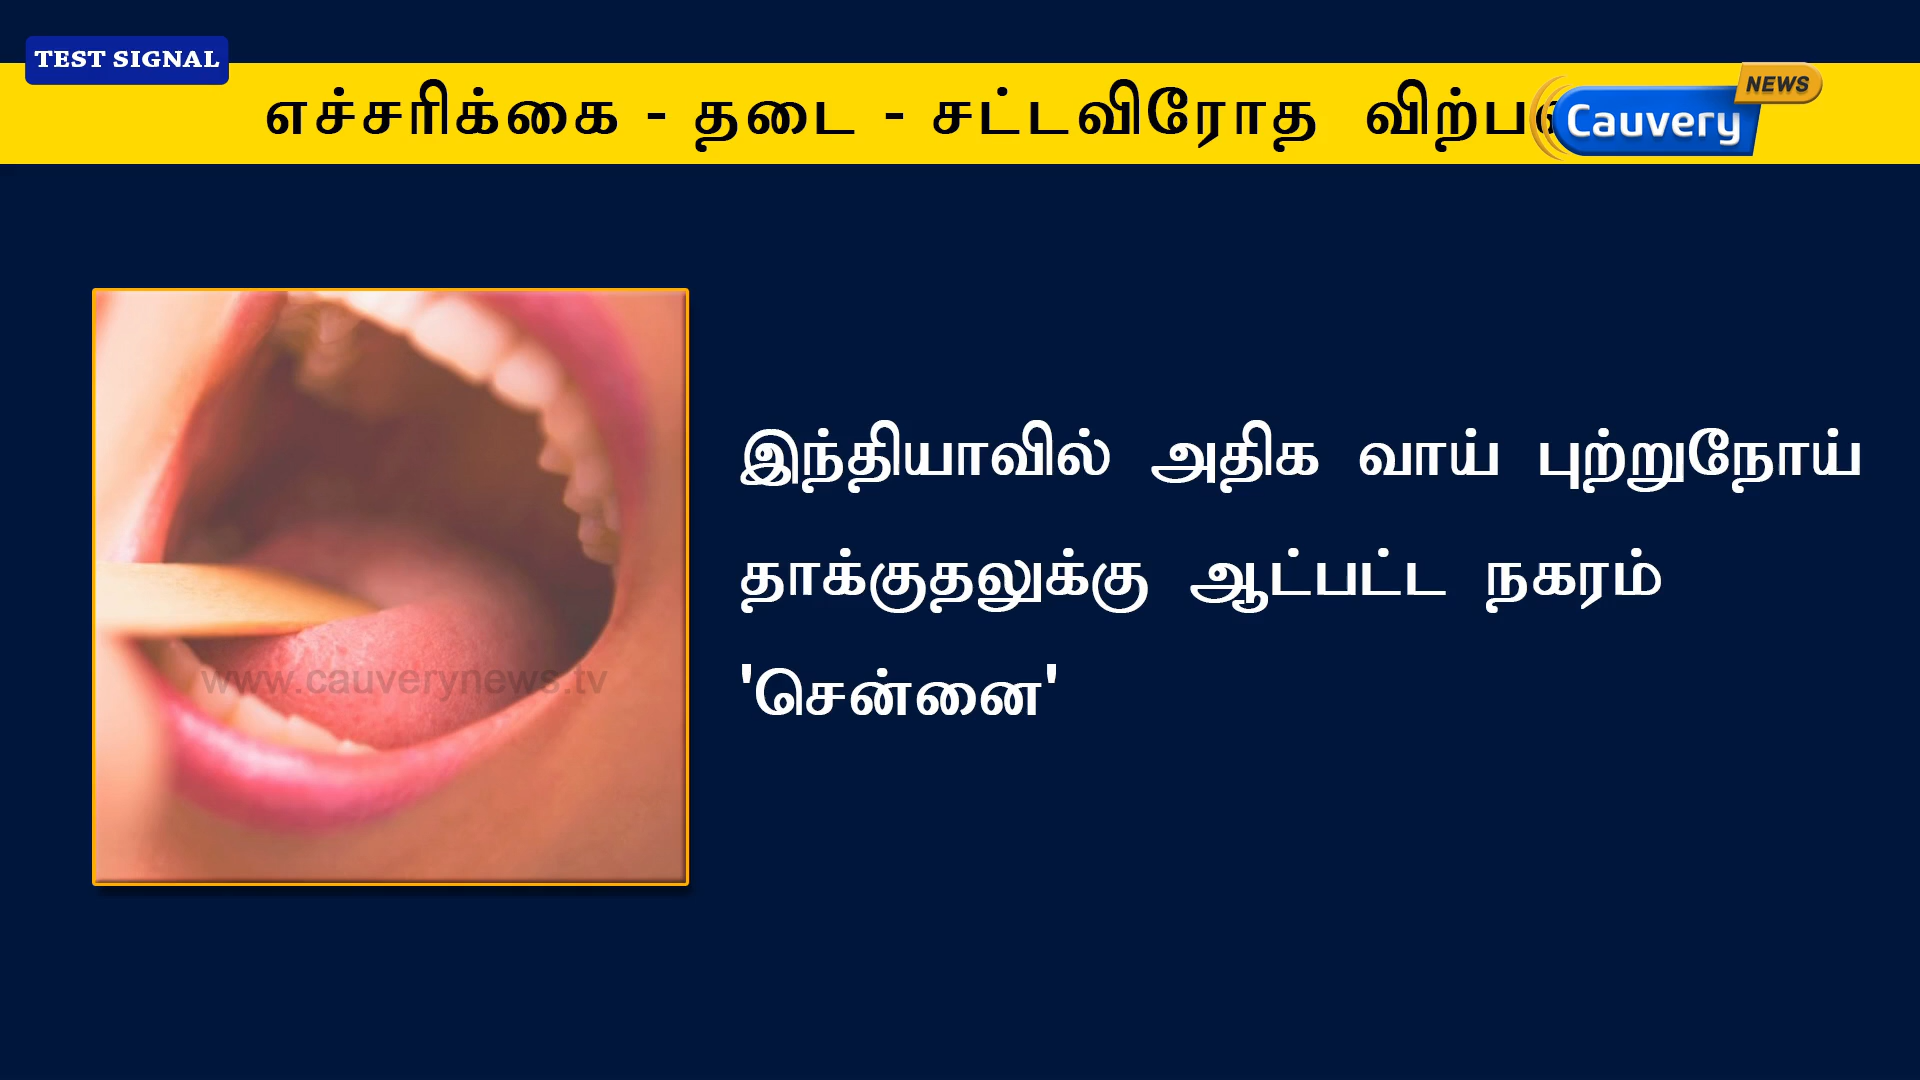 TEST SIGNAL
எச்சரிக்கை - தடை - சட்டவிரோத
NEWS
Cauvery
இந்தியாவில் அதிக வாய் புற்றுநோய்
தாக்குதலுக்கு ஆட்பட்ட நகரம்
'சென்னை'
www.cauverynews.tv